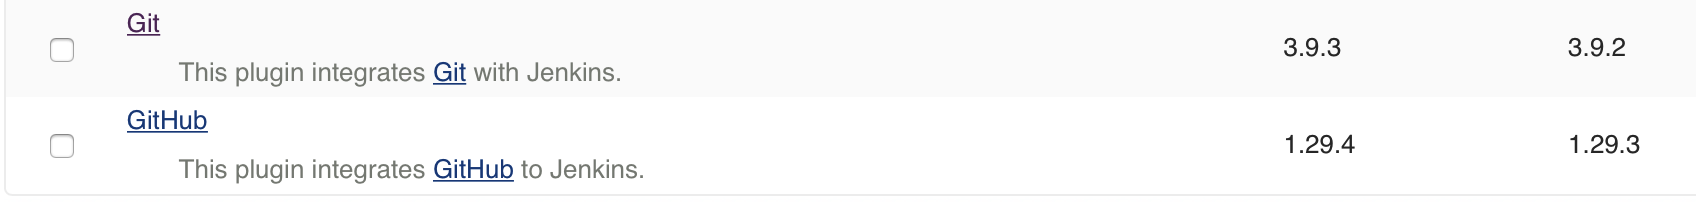 Git
3.9.3 3.9.2
This plugin integrates Git with Jenkins.
GitHub
1.29.4 1.29.3
This plugin integrates GitHub to Jenkins.